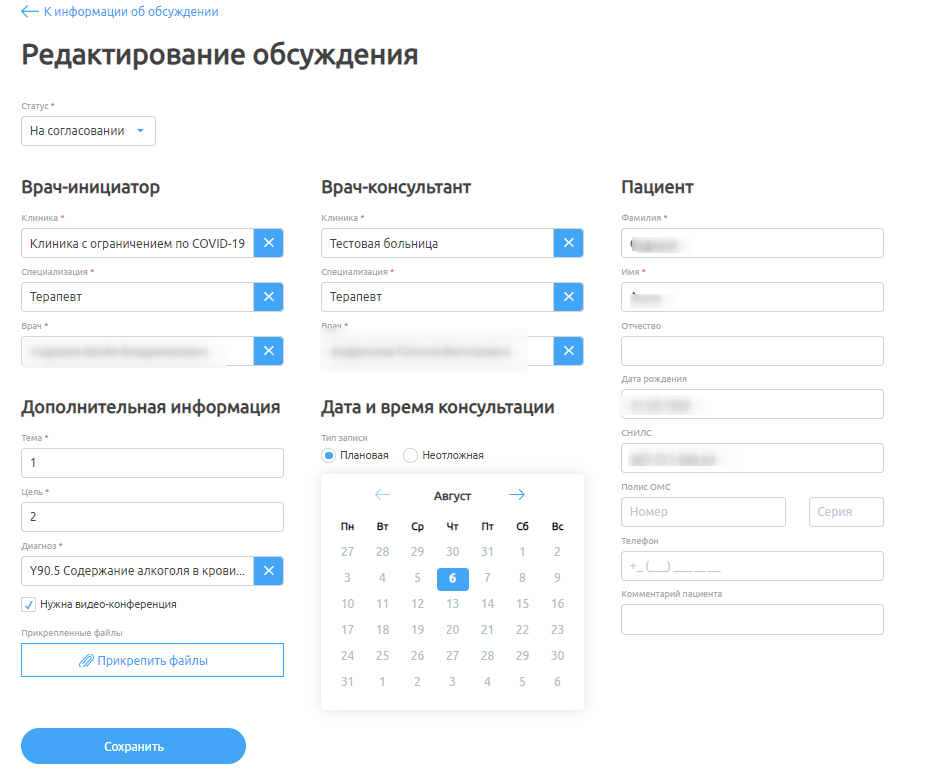 К информации об обсуждении
Редактирование обсуждения
Статус *
На согласовании
Врач-инициатор
Клиника *
Клиника с ограничением по COVID-19
Специализация *
Терапевт
Врач *
Врач-консультант
Клиника *
Тестовая больница
Специализация *
Терапевт
Врач *
Пациент
Фамилия *
Имя *
Отчество
Дата рождения
СНИЛС
Полис ОМС
Номер
Серия
Телефон
+_ (___) ___ __ __
Комментарий пациента
Дополнительная информация
Тема *
1
Цель *
2
Диагноз *
Y90.5 Содержание алкоголя в крови...
Нужна видео-конференция
Прикрепленные файлы
Прикрепить файлы
Дата и время консультации
Тип записи
Плановая Неотложная
Август
Пн Вт Ср Чт Пт Сб Вс
27 28 29 30 31 1 2
3 4 5 6 7 8 9
10 11 12 13 14 15 16
17 18 19 20 21 22 23
24 25 26 27 28 29 30
31 1 2 3 4 5 6
Сохранить